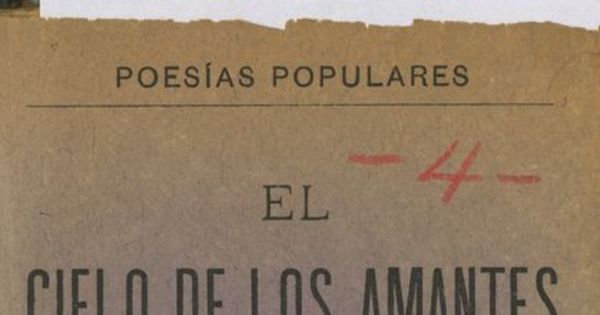 POESÍAS POPULARES
-4-
EL
CIELO DE LOS AMANTES